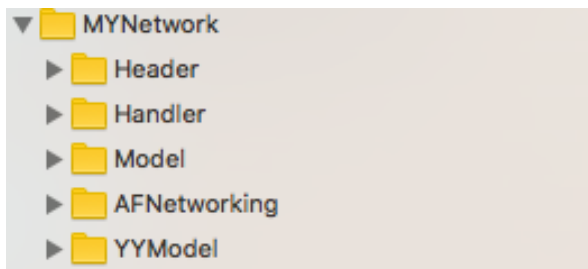 MYNetwork
Header
Handler
Model
AFNetworking
YYModel